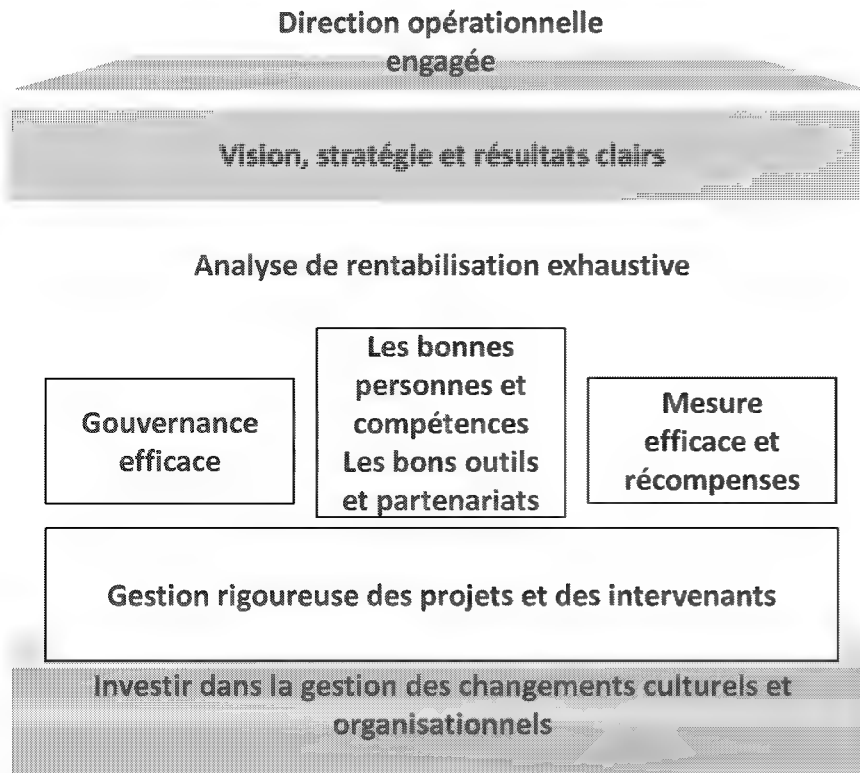 Direction opérationnelle
engagée
Vision, stratégie et résultats clairs
Analyse de rentabilisation exhaustive
Gouvernance
efficace
Les bonnes
personnes et
compétences
Les bons outils
et partenariats
Mesure
efficace et
récompenses
Gestion rigoureuse des projets et des intervenants
Investir dans la gestion des changements culturels et
organisationnels